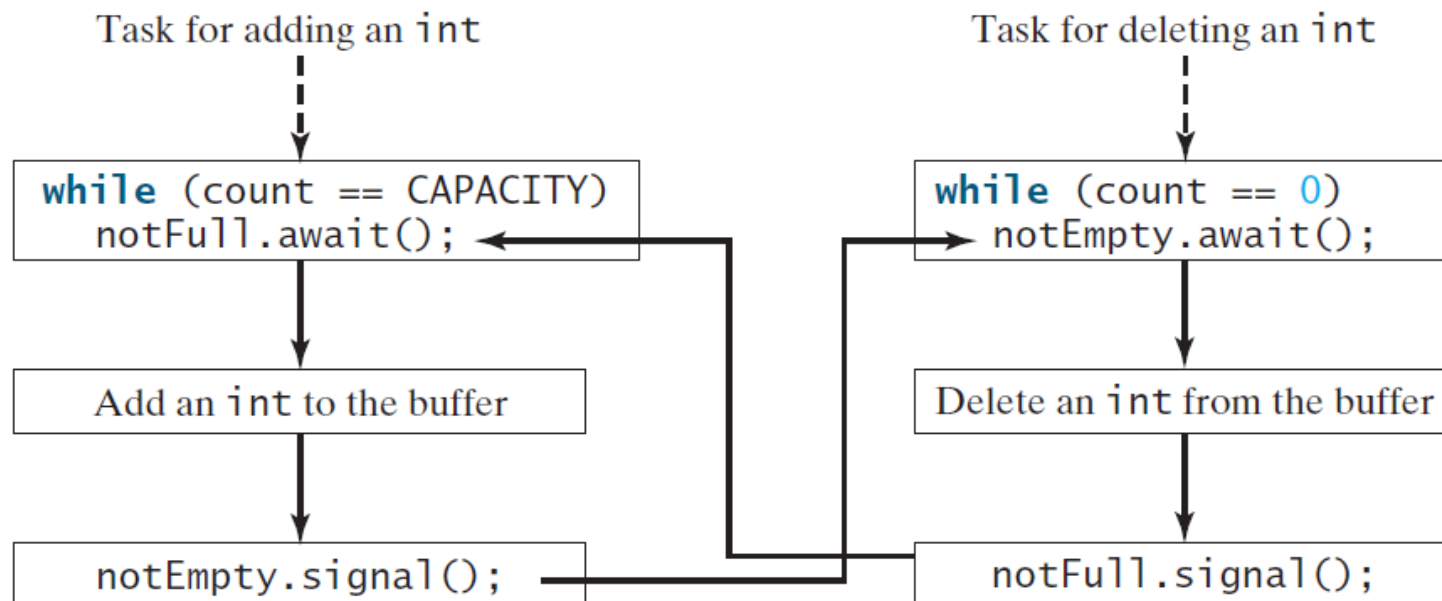 Task for adding an int
while (count == CAPACITY)
notFull.await();
Add an int to the buffer
notEmpty.signal();
Task for deleting an int
while (count == 0)
notEmpty.await();
Delete an int from the buffer
notFull.signal();